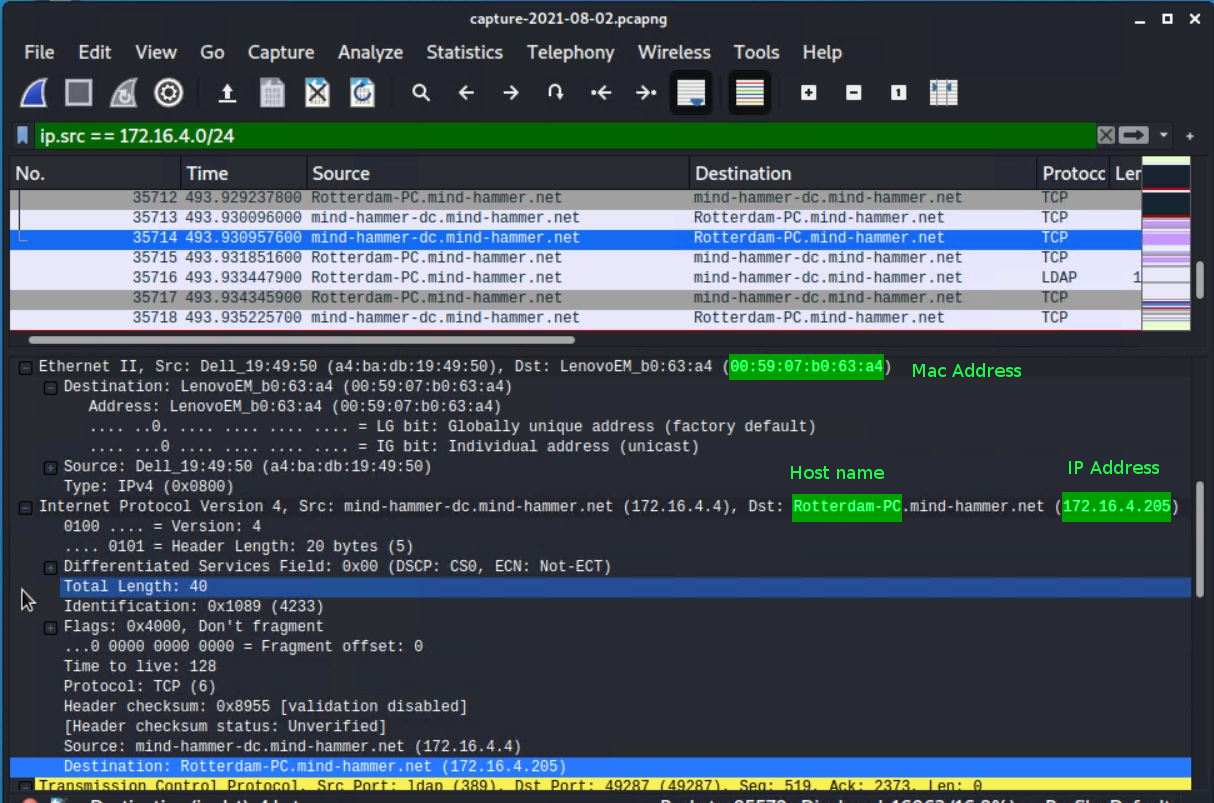 capture-2021-08-02.pcapng
File Edit View Go Capture Analyze Statistics Telephony Wireless Tools Help
ip.src == 172.16.4.0/24
No. Time Source Destination Protocc Ler
35712 493.929237800 Rotterdam-PC.mind-hammer.net mind-hammer-dc.mind-hammer.net TCP
35713 493.930096000 mind-hammer-dc.mind-hammer.net Rotterdam-PC.mind-hammer.net TCP
35714 493.930957600 mind-hammer-dc.mind-hammer.net Rotterdam-PC.mind-hammer.net TCP
35715 493.931851600 Rotterdam-PC.mind-hammer.net mind-hammer-dc.mind-hammer.net TCP
35716 493.933447900 Rotterdam-PC.mind-hammer.net mind-hammer-dc.mind-hammer.net LDAP 1
35717 493.934345900 Rotterdam-PC.mind-hammer.net mind-hammer-dc.mind-hammer.net TCP
35718 493.935225700 mind-hammer-dc.mind-hammer.net Rotterdam-PC.mind-hammer.net TCP
Ethernet II, Src: Dell_19:49:50 (a4:ba:db:19:49:50), Dst: LenovoEM_b0:63:a4 (00:59:07:b0:63:a4) Mac Address
Destination: LenovoEM_b0:63:a4 (00:59:07:b0:63:a4)
Address: LenovoEM_b0:63:a4 (00:59:07:b0:63:a4)
.... ..0. .... .... .... .... = LG bit: Globally unique address (factory default)
.... ...0 .... .... .... .... = IG bit: Individual address (unicast)
Source: Dell_19:49:50 (a4:ba:db:19:49:50)
Host name IP Address
Type: IPv4 (0x0800)
Internet Protocol Version 4, Src: mind-hammer-dc.mind-hammer.net (172.16.4.4), Dst: Rotterdam-PC.mind-hammer.net (172.16.4.205)
0100 .... = Version: 4
.... 0101 = Header Length: 20 bytes (5)
Differentiated Services Field: 0x00 (DSCP: CS0, ECN: Not-ECT)
Total Length: 40
Identification: 0x1089 (4233)
Flags: 0x4000, Don't fragment
...0 0000 0000 0000 = Fragment offset: 0
Time to live: 128
Protocol: TCP (6)
Header checksum: 0x8955 [validation disabled]
[Header checksum status: Unverified]
Source: mind-hammer-dc.mind-hammer.net (172.16.4.4)
Destination: Rotterdam-PC.mind-hammer.net (172.16.4.205)
Transmission Control Protocol, Src Port: ldap (389), Dst Port: 49287 (49287), Seq: 519, Ack: 2373, Len: 0